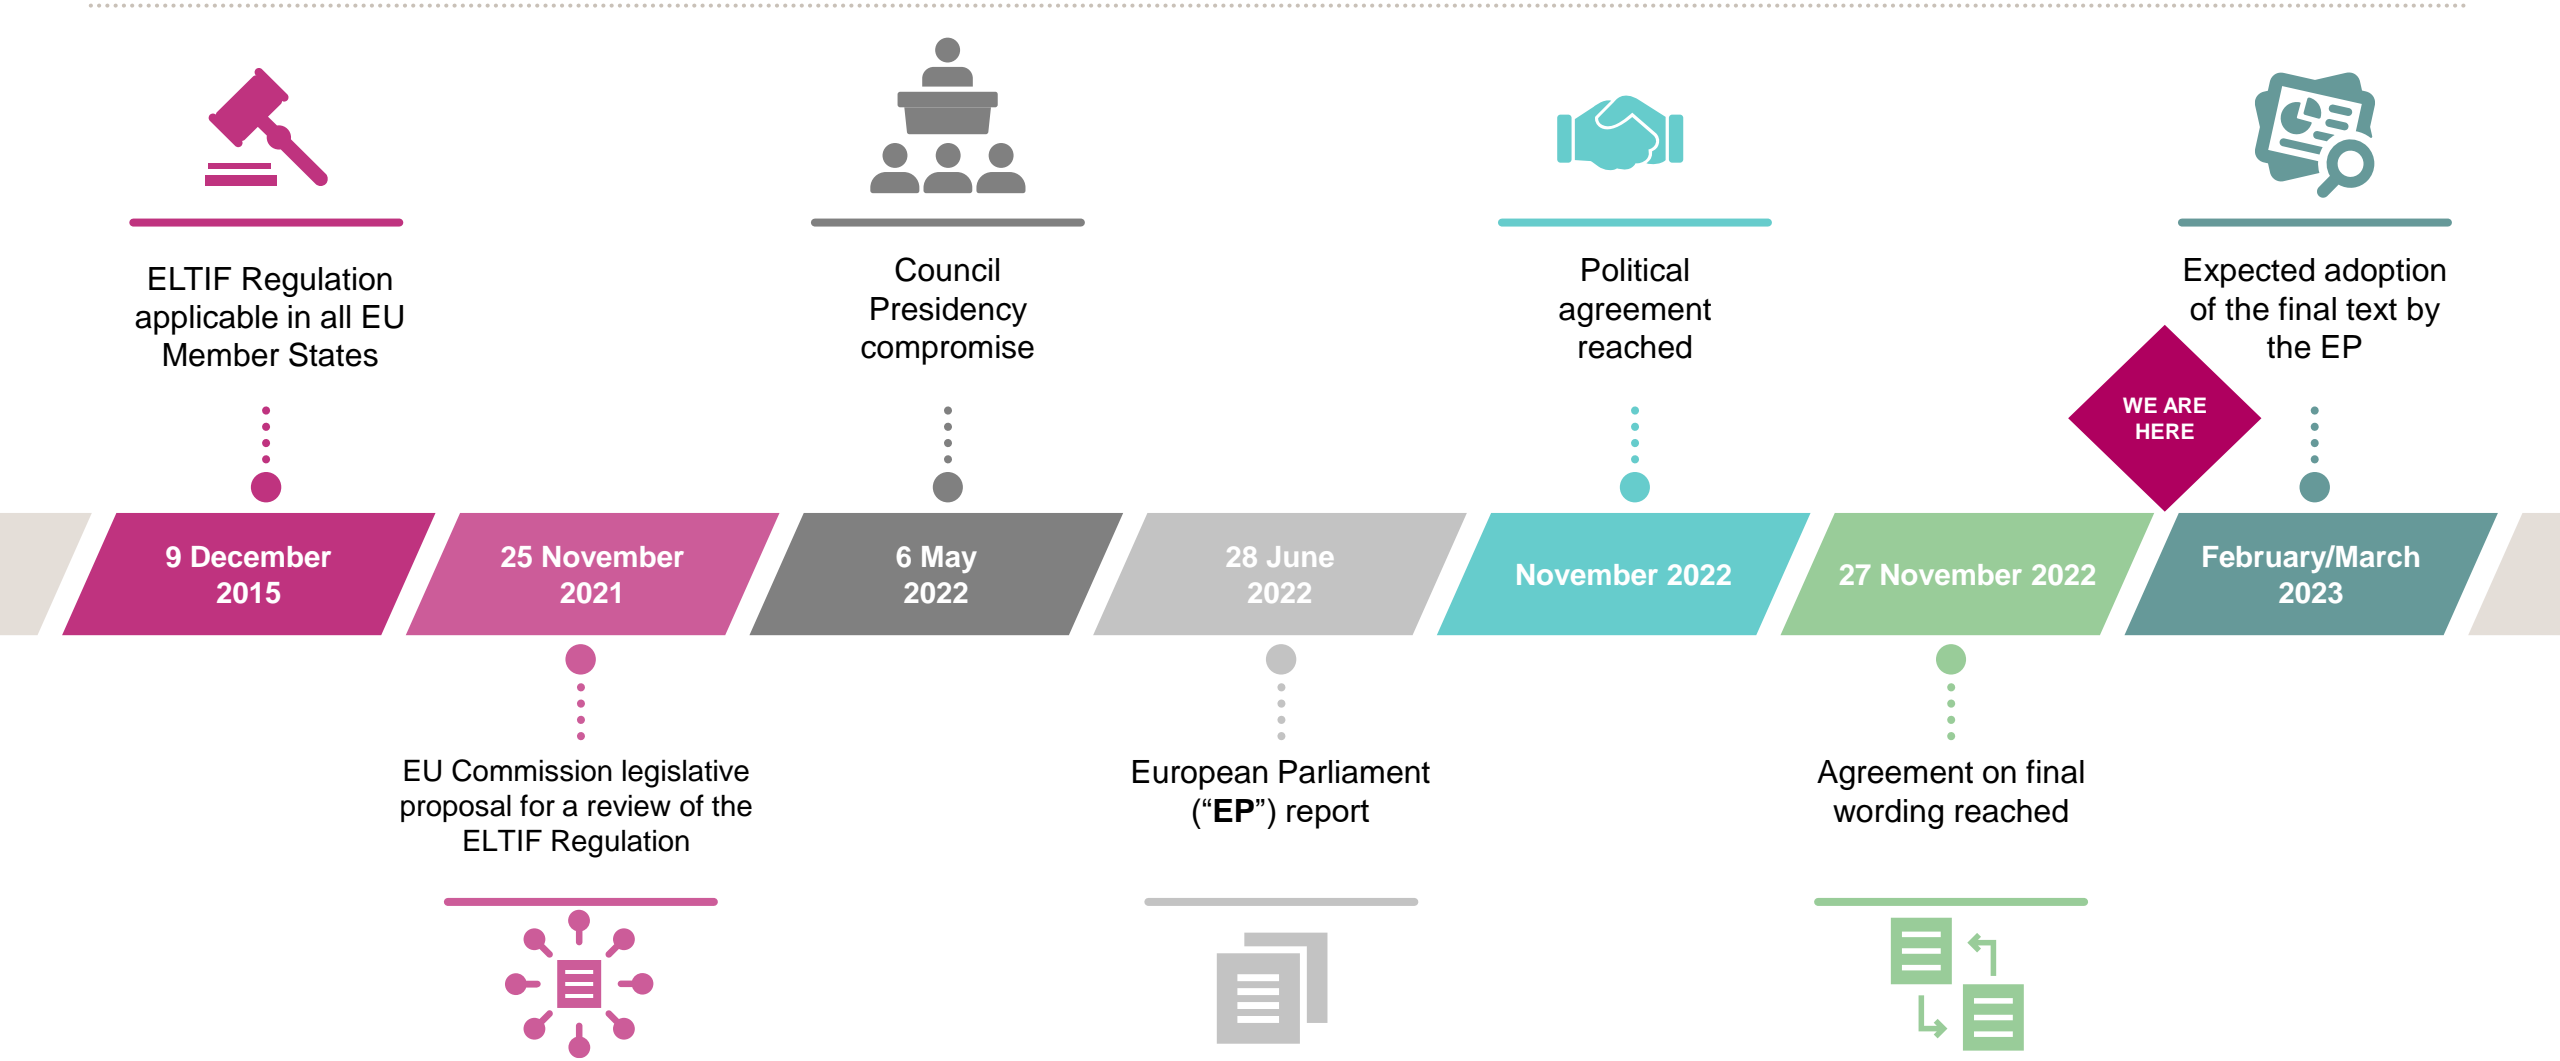 ELTIF Regulation
applicable in all EU
Member States
Council
Presidency
compromise
Political
agreement
reached
Expected adoption
of the final text by
the EP
WE ARE
HERE
9 December
2015
25 November
2021
6 May
2022
28 June
2022
November 2022
27 November 2022
February/March
2023
EU Commission legislative
proposal for a review of the
ELTIF Regulation
European Parliament
(“EP”) report
Agreement on final
wording reached